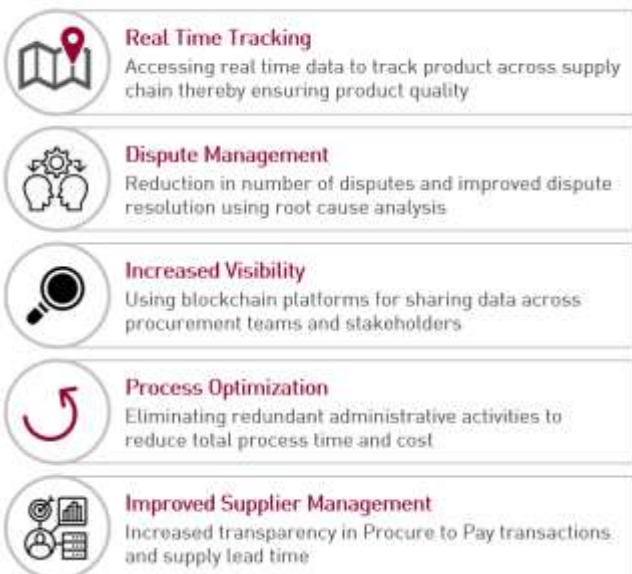 Real Time Tracking
Accessing real time data to track product across supply
chain thereby ensuring product quality
Dispute Management
Reduction in number of disputes and improved dispute
resolution using root cause analysis
Increased Visibility
Using blockchain platforms for sharing data across
procurement teams and stakeholders
Process Optimization
Eliminating redundant administrative activities to
reduce total process time and cost
Improved Supplier Management
Increased transparency in Procure to Pay transactions
and supply lead time